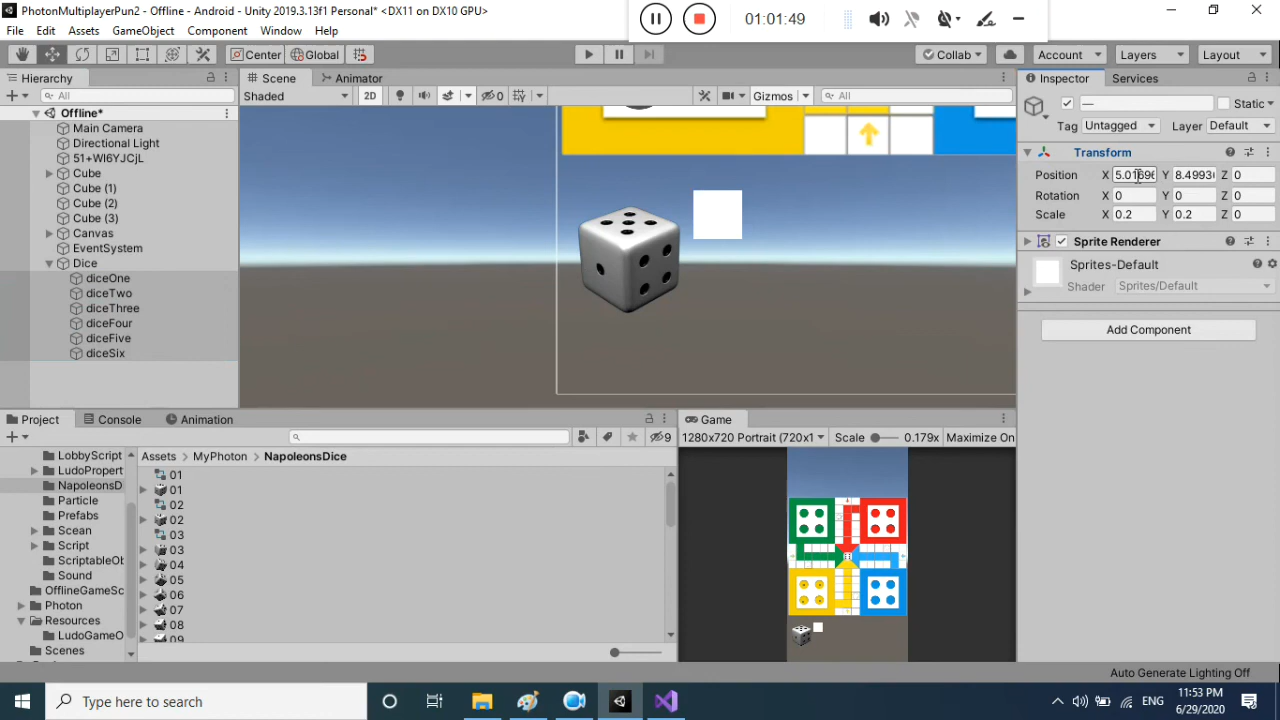 PhotonMultiplayerPun2 - Offline - Android - Unity 2019.3.13f1 Personal* <DX11 on DX10 GPU>
01:01:49
File Edit Assets GameObject Component Window Help
Center Global Collab Account Layers Layout
Hierarchy
All
Offline*
Main Camera
Directional Light
51+Wl6YJCjL
Cube
Cube (1)
Cube (2)
Cube (3)
Canvas
EventSystem
Dice
diceOne
diceTwo
diceThree
diceFour
diceFive
diceSix
Scene Animator
Shaded 2D 0 Gizmos All
Inspector Services
— Static
Tag Untagged Layer Default
Transform
Position X Y Z 0
Rotation X 0 Y 0 Z 0
Scale X 0.2 Y 0.2 Z 0
Sprite Renderer
Sprites-Default
Shader Sprites/Default
Add Component
Project Console Animation
9
LobbyScript
LudoPropert
NapoleonsD
Particle
Prefabs
Scean
Script
ScriptableOb
Sound
OfflineGameSc
Photon
Resources
LudoGameO
Scenes
Assets MyPhoton NapoleonsDice
01
01
02
02
03
03
04
05
06
07
08
09
Game
1280x720 Portrait (720x1 Scale 0.179x Maximize On
Auto Generate Lighting Off
Type here to search
ENG
11:53 PM
6/29/2020